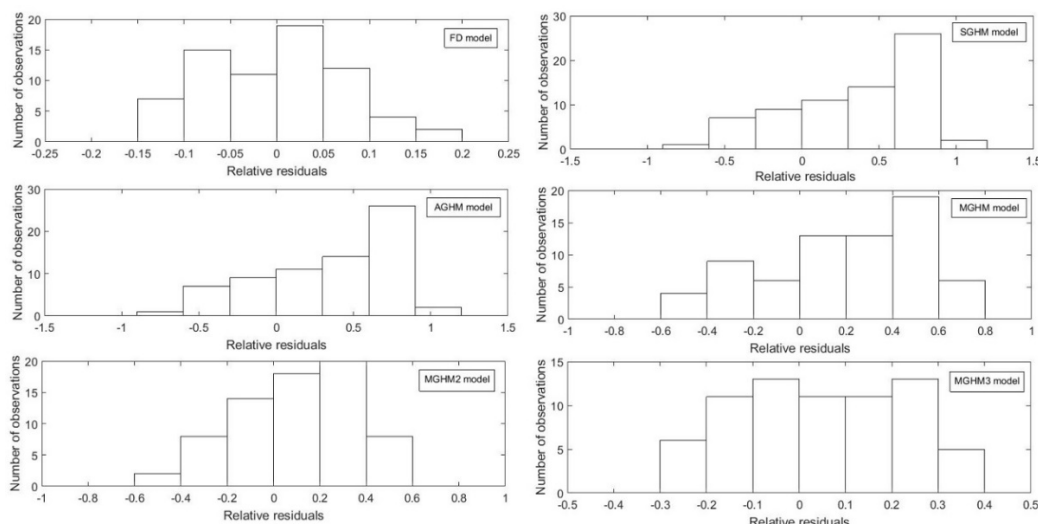 20
15
10
5
0
Number of observations
FD model
-0.25 -0.2 -0.15 -0.1 -0.05 0 0.05 0.1 0.15 0.2 0.25
Relative residuals
30
20
10
0
Number of observations
SGHM model
-1.5 -1 -0.5 0 0.5 1 1.5
Relative residuals
30
20
10
0
Number of observations
AGHM model
-1.5 -1 -0.5 0 0.5 1 1.5
Relative residuals
20
15
10
5
0
Number of observations
MGHM model
-1 -0.8 -0.6 -0.4 -0.2 0 0.2 0.4 0.6 0.8 1
Relative residuals
20
15
10
5
0
Number of observations
MGHM2 model
-1 -0.8 -0.6 -0.4 -0.2 0 0.2 0.4 0.6 0.8 1
Relative residuals
15
10
5
0
Number of observations
MGHM3 model
-0.5 -0.4 -0.3 -0.2 -0.1 0 0.1 0.2 0.3 0.4 0.5
Relative residuals